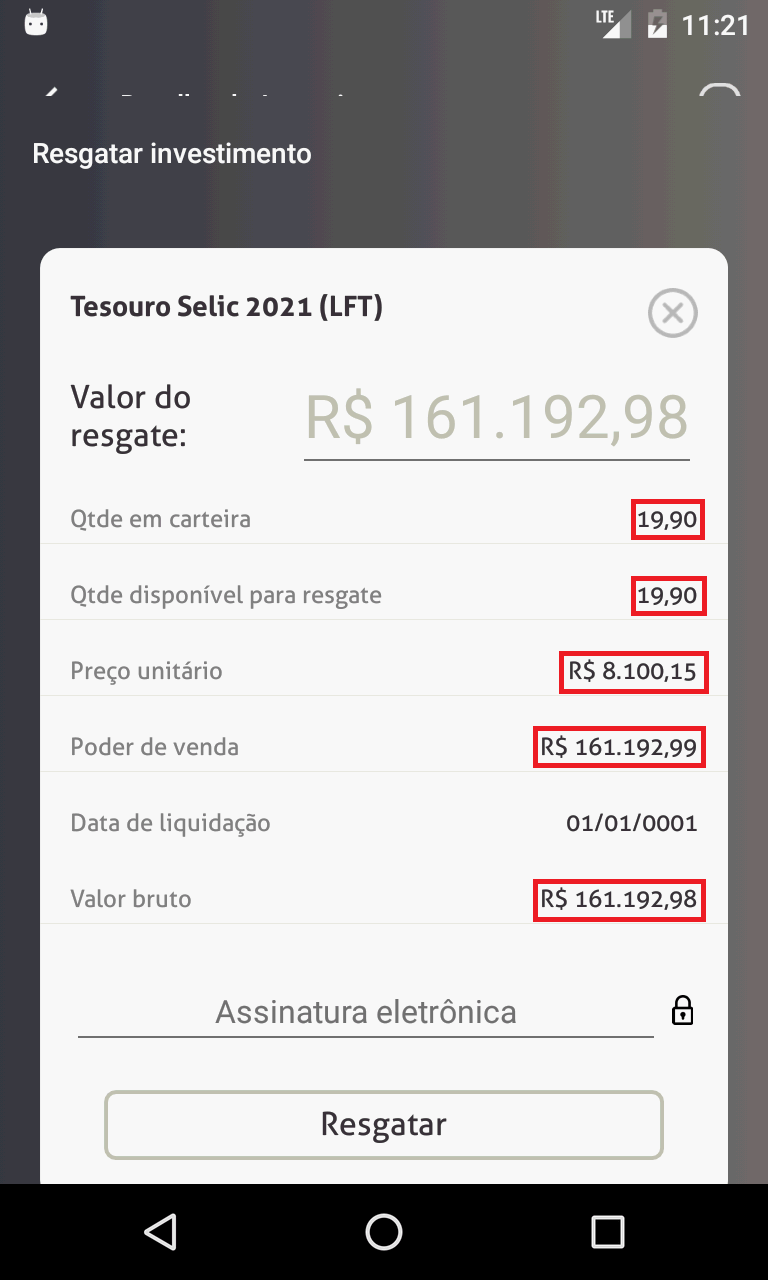 LTE 11:21
Resgatar investimento
Tesouro Selic 2021 (LFT)
Valor do
resgate:
R$ 161.192,98
Qtde em carteira 19,90
Qtde disponível para resgate 19,90
Preço unitário R$ 8.100,15
Poder de venda R$ 161.192,99
Data de liquidação 01/01/0001
Valor bruto R$ 161.192,98
Assinatura eletrônica
Resgatar